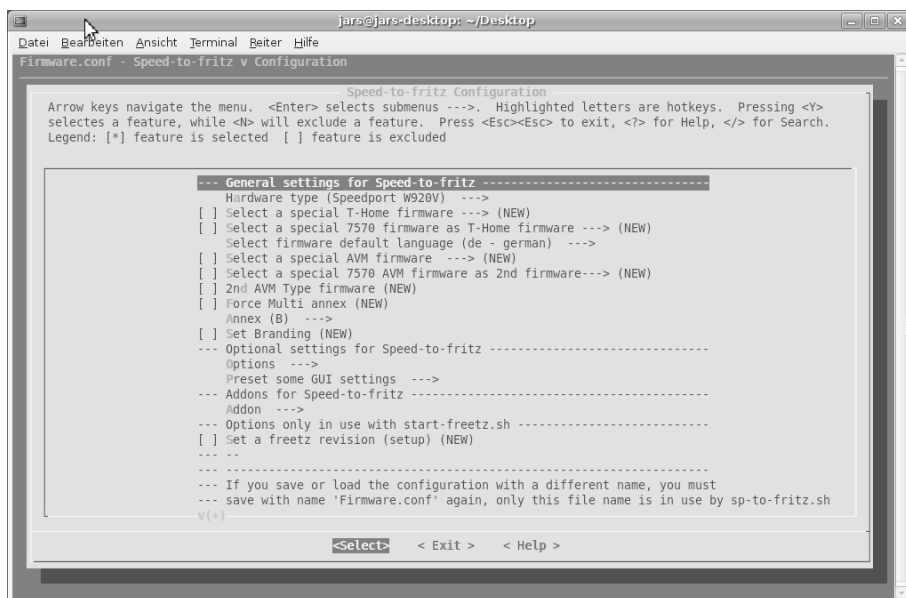 jars@jars-desktop: ~/Desktop
Datei Bearbeiten Ansicht Terminal Reiter Hilfe
Firmware.conf - Speed-to-fritz v Configuration
Speed-to-fritz Configuration
Arrow keys navigate the menu. <Enter> selects submenus --->. Highlighted letters are hotkeys. Pressing <Y>
selectes a feature, while <N> will exclude a feature. Press <Esc><Esc> to exit, <?> for Help, </> for Search.
Legend: [*] feature is selected [ ] feature is excluded
--- General settings for Speed-to-fritz -------------------------------
Hardware type (Speedport W920V) --->
[ ] Select a special T-Home firmware ---> (NEW)
[ ] Select a special 7570 firmware as T-Home firmware ---> (NEW)
Select firmware default language (de - german) --->
[ ] Select a special AVM firmware ---> (NEW)
[ ] Select a special 7570 AVM firmware as 2nd firmware---> (NEW)
[ ] 2nd AVM Type firmware (NEW)
[ ] Force Multi annex (NEW)
Annex (B) --->
[ ] Set Branding (NEW)
--- Optional settings for Speed-to-fritz ------------------------------
Options --->
Preset some GUI settings --->
--- Addons for Speed-to-fritz -----------------------------------------
Addon --->
--- Options only in use with start-freetz.sh --------------------------
[ ] Set a freetz revision (setup) (NEW)
--- --
--- -------------------------------------------------------------------
--- If you save or load the configuration with a different name, you must
--- save with name 'Firmware.conf' again, only this file name is in use by sp-to-fritz.sh
v(+)
<Select> < Exit > < Help >